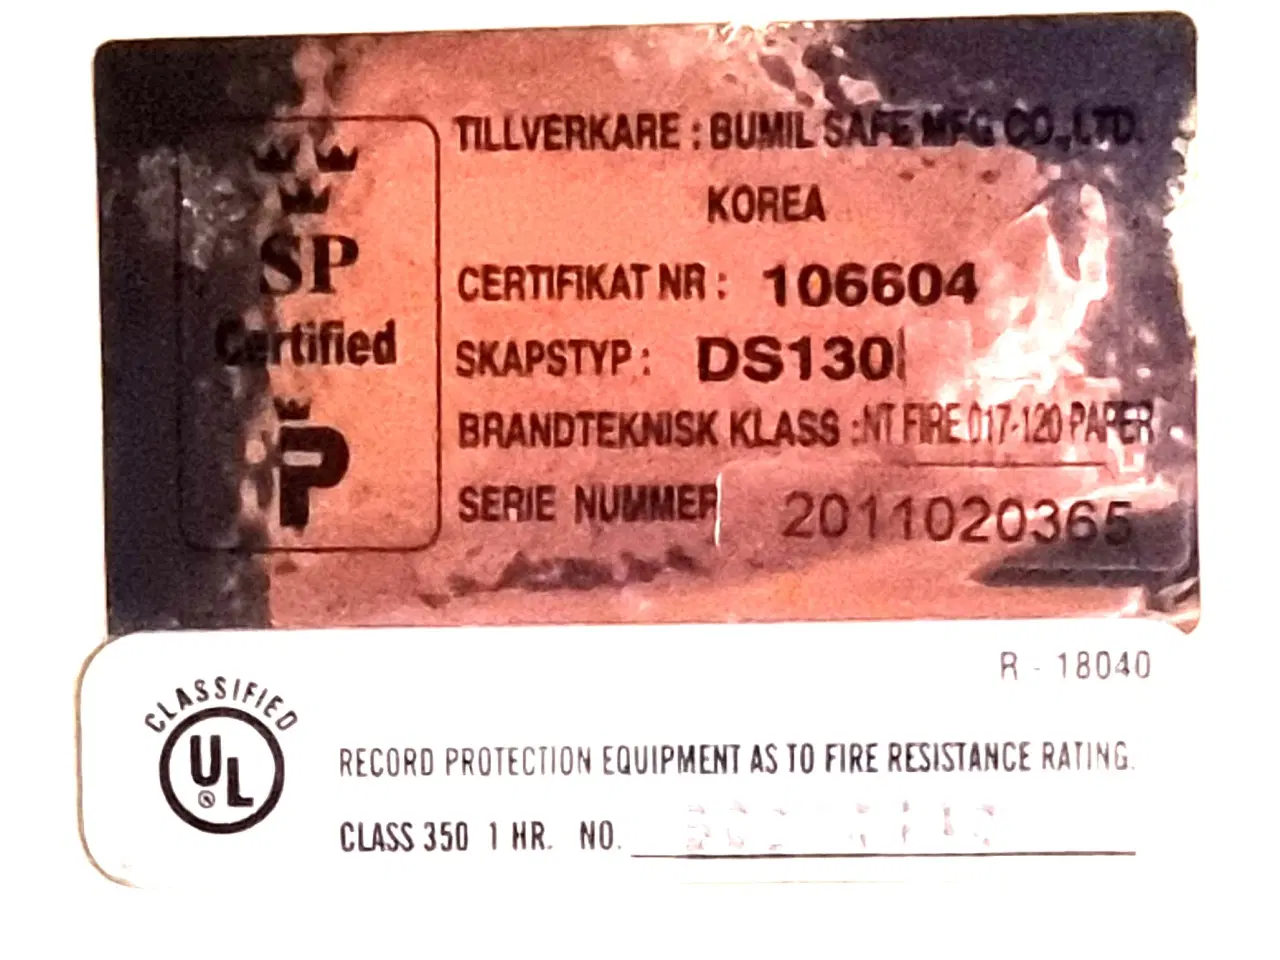 TILLVERKARE : BUMIL SAFE MFG CO.,LTD.
KOREA
SP
Certified
P
CERTIFIKAT NR : 106604
SKAPSTYP : DS130
BRANDTEKNISK KLASS :NT FIRE 017-120 PAPER
SERIE NUMMER 2011020365
R - 18040
CLASSIFIED
UL
RECORD PROTECTION EQUIPMENT AS TO FIRE RESISTANCE RATING.
CLASS 350 1 HR. NO.